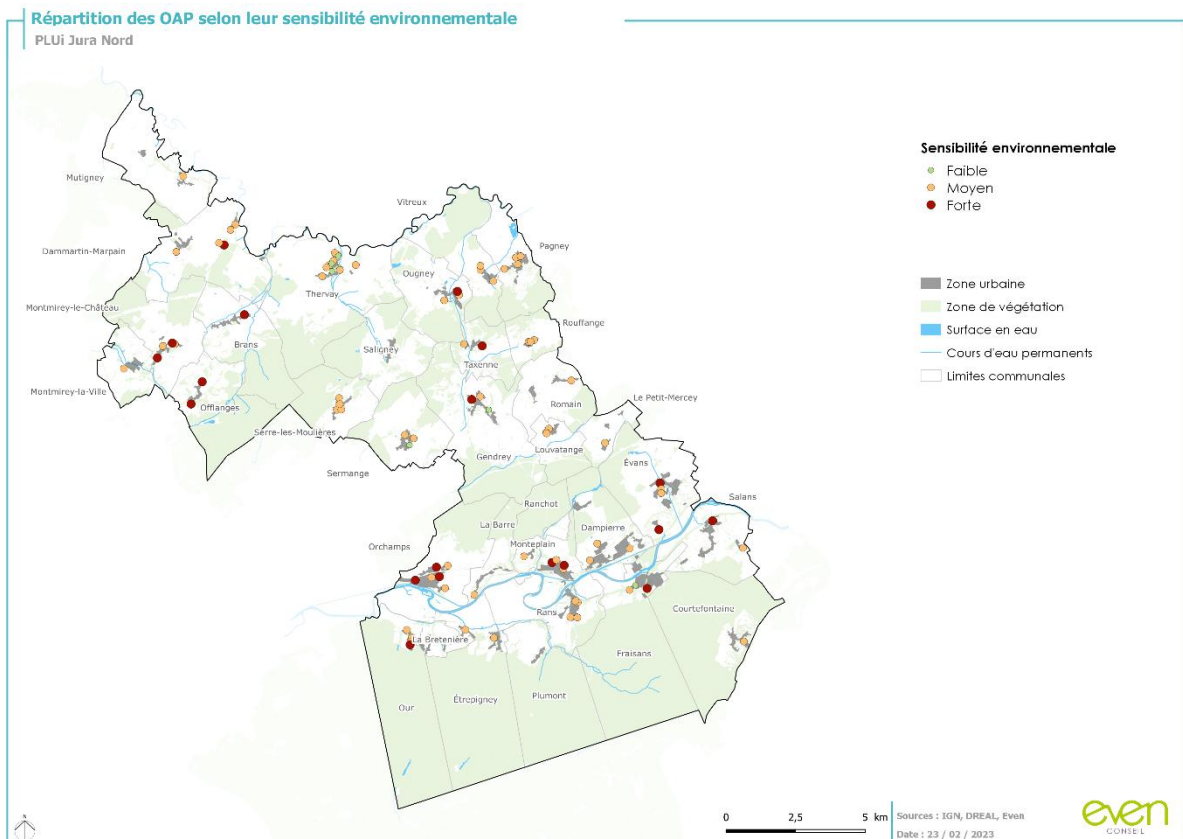 Répartition des OAP selon leur sensibilité environnementale
PLUi Jura Nord
Sensibilité environnementale
Faible
Moyen
Forte
Zone urbaine
Zone de végétation
Surface en eau
Cours d'eau permanents
Limites communales
Mutigney
Vitreux
Dammartin-Marpain
Pagney
Ougney
Thervay
Montmirey-le-Château
Rouffange
Brans
Saligney
Taxenne
Montmirey-la-Ville
Offlanges
Romain
Le Petit-Mercey
Serre-les-Moulières
Louvatange
Gendrey
Sermange
Évans
Ranchot
Salans
La Barre
Dampierre
Orchamps
Monteplain
Rans
Courtefontaine
La Bretenière
Fraisans
Our
Étrepigney
Plumont
N
0 2,5 5 km
Sources : IGN, DREAL, Even
Date : 23 / 02 / 2023
even
CONSEIL